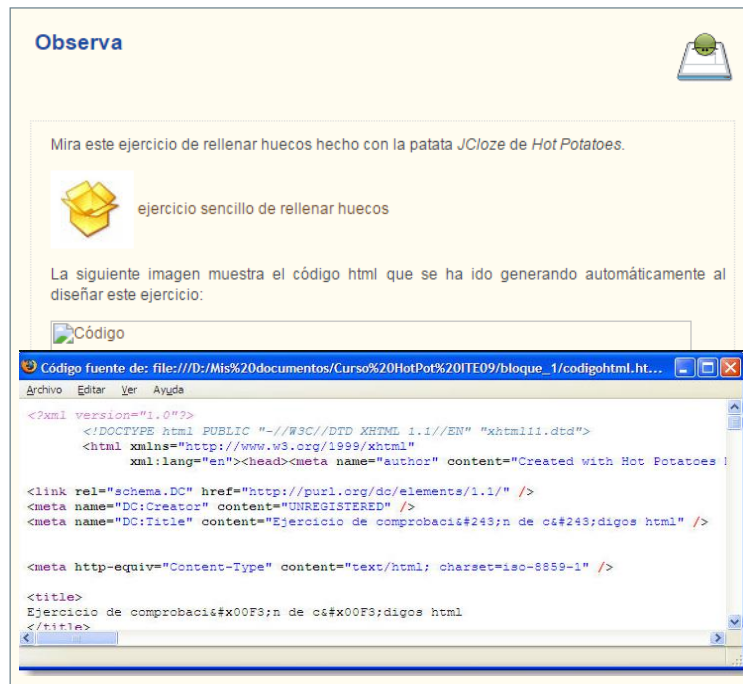 Observa
Mira este ejercicio de rellenar huecos hecho con la patata JCloze de Hot Potatoes.
ejercicio sencillo de rellenar huecos
La siguiente imagen muestra el código html que se ha ido generando automáticamente al
diseñar este ejercicio:
Código
Código fuente de: file:///D:/Mis%20documentos/Curso%20HotPot%20ITE09/bloque_1/codigohtml.ht...
Archivo Editar Ver Ayuda
<?xml version="1.0"?>
<!DOCTYPE html PUBLIC "-//W3C//DTD XHTML 1.1//EN" "xhtml11.dtd">
<html xmlns="http://www.w3.org/1999/xhtml"
xml:lang="en"><head><meta name="author" content="Created with Hot Potatoes
<link rel="schema.DC" href="http://purl.org/dc/elements/1.1/" />
<meta name="DC:Creator" content="UNREGISTERED" />
<meta name="DC:Title" content="Ejercicio de comprobaci&#243;n de c&#243;digos html" />
<meta http-equiv="Content-Type" content="text/html; charset=iso-8859-1" />
<title>
Ejercicio de comprobaci&#x00F3;n de c&#x00F3;digos html
</title>